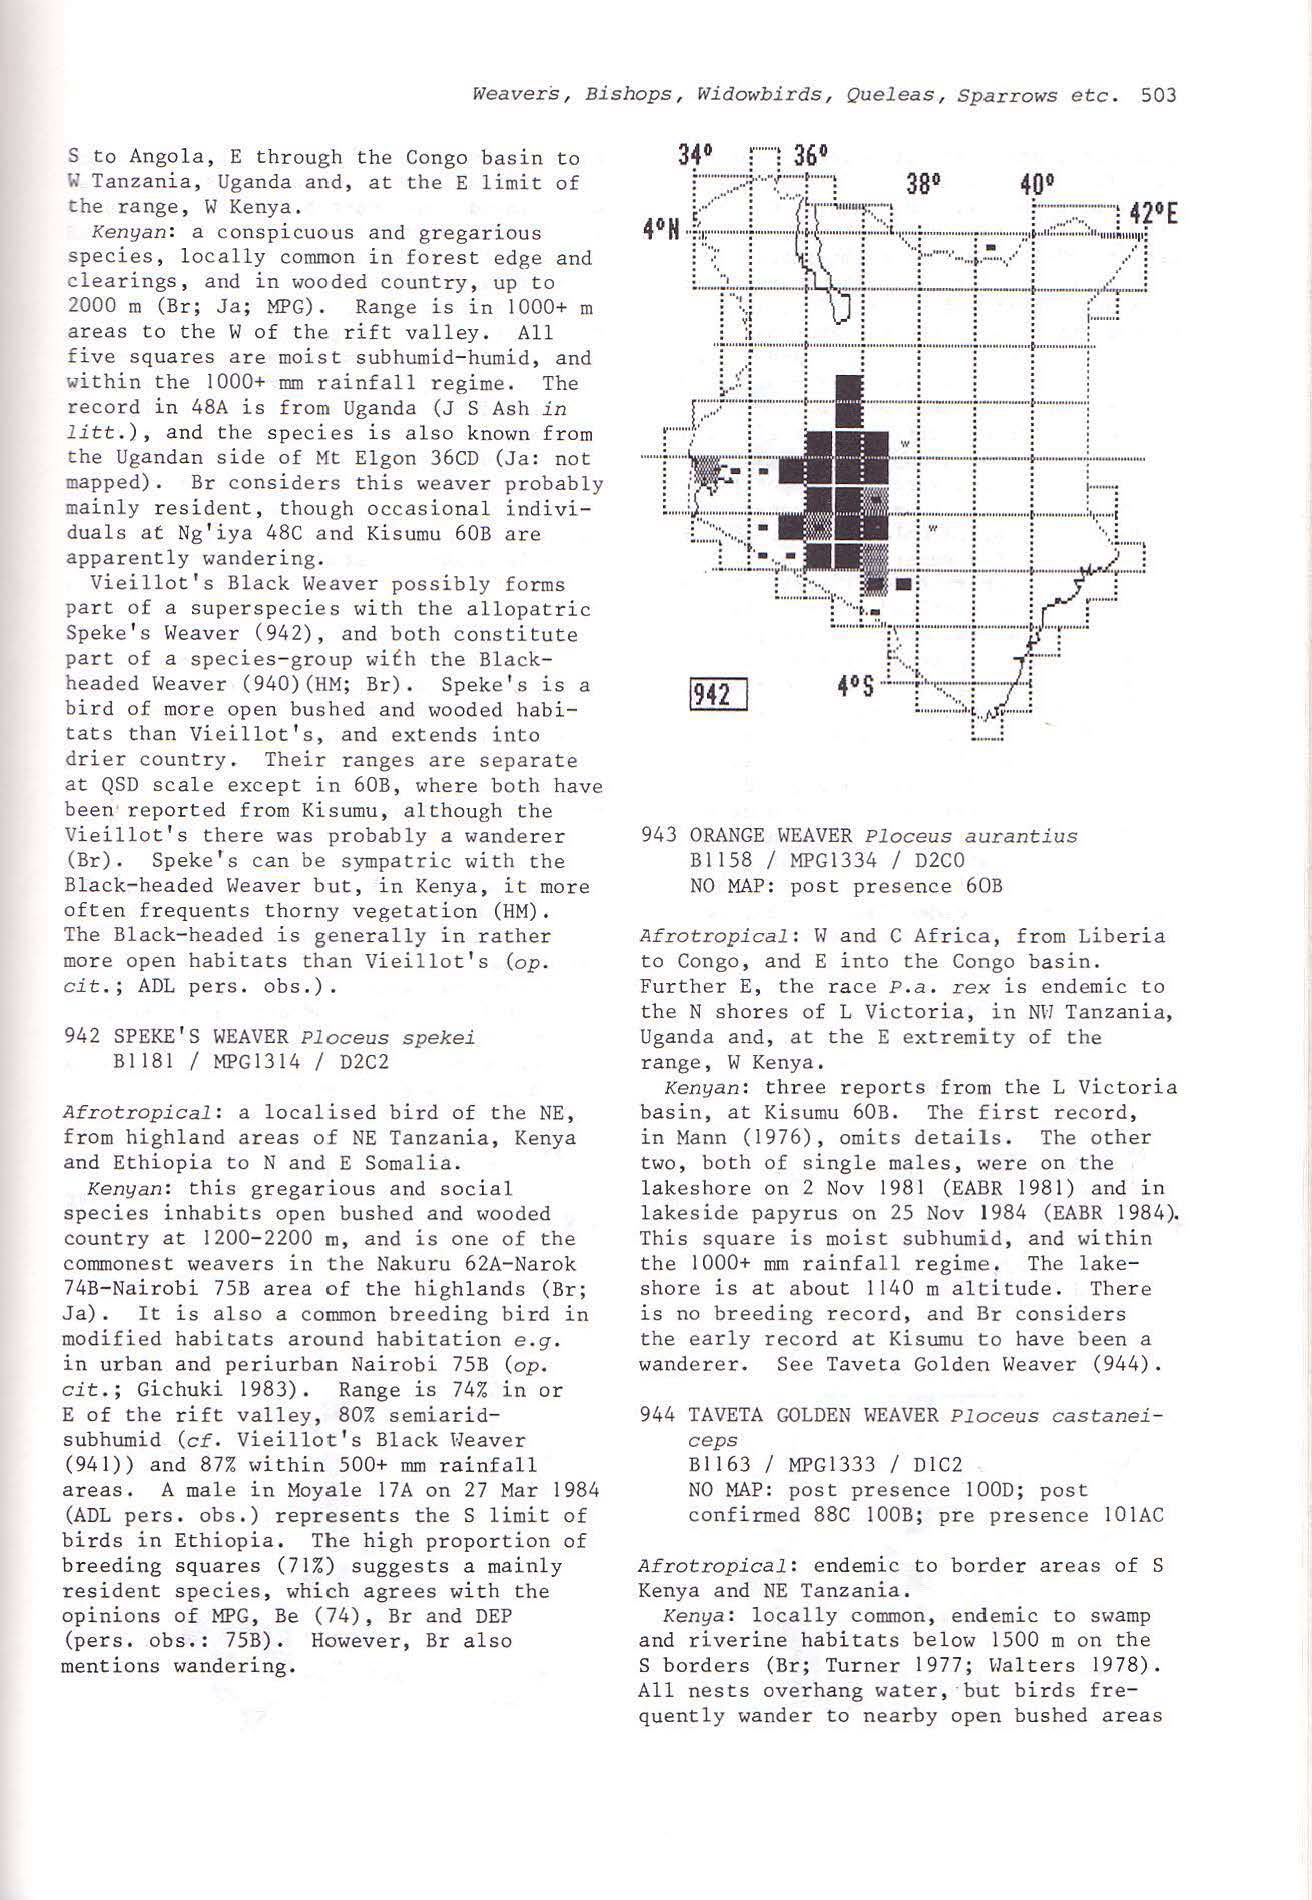 Weavers, Bishops, Widowbirds, Queleas, Sparrows etc. 503
S to Angola, E through the Congo basin to
W Tanzania, Uganda and, at the E limit of
the range, W Kenya.
Kenyan: a conspicuous and gregarious
species, locally common in forest edge and
clearings, and in wooded country, up to
2000 m (Br; Ja; MPG). Range is in 1000+ m
areas to the W of the rift valley. All
five squares are moist subhumid-humid, and
within the 1000+ mm rainfall regime. The
record in 48A is from Uganda (J S Ash in
litt.), and the species is also known from
the Ugandan side of Mt Elgon 36CD (Ja: not
mapped). Br considers this weaver probably
mainly resident, though occasional indivi-
duals at Ng'iya 48C and Kisumu 60B are
apparently wandering.
Vieillot's Black Weaver possibly forms
part of a superspecies with the allopatric
Speke's Weaver (942), and both constitute
part of a species-group with the Black-
headed Weaver (940)(HM; Br). Speke's is a
bird of more open bushed and wooded habi-
tats than Vieillot's, and extends into
drier country. Their ranges are separate
at QSD scale except in 60B, where both have
been reported from Kisumu, although the
Vieillot's there was probably a wanderer
(Br). Speke's can be sympatric with the
Black-headed Weaver but, in Kenya, it more
often frequents thorny vegetation (HM).
The Black-headed is generally in rather
more open habitats than Vieillot's (op.
cit.; ADL pers. obs.).
942 SPEKE'S WEAVER Ploceus spekei
B1181 / MPG1314 / D2C2
Afrotropical: a localised bird of the NE,
from highland areas of NE Tanzania, Kenya
and Ethiopia to N and E Somalia.
Kenyan: this gregarious and social
species inhabits open bushed and wooded
country at 1200-2200 m, and is one of the
commonest weavers in the Nakuru 62A-Narok
74B-Nairobi 75B area of the highlands (Br;
Ja). It is also a common breeding bird in
modified habitats around habitation e.g.
in urban and periurban Nairobi 75B (op.
cit.; Gichuki 1983). Range is 74% in or
E of the rift valley, 80% semiarid-
subhumid (cf. Vieillot's Black Weaver
(941)) and 87% within 500+ mm rainfall
areas. A male in Moyale 17A on 27 Mar 1984
(ADL pers. obs.) represents the S limit of
birds in Ethiopia. The high proportion of
breeding squares (71%) suggests a mainly
resident species, which agrees with the
opinions of MPG, Be (74), Br and DEP
(pers. obs.: 75B). However, Br also
mentions wandering.
34º 36º
38º 40º
42ºE
4ºN
W
W
942 4ºS
943 ORANGE WEAVER Ploceus aurantius
B1158 / MPG1334 / D2C0
NO MAP: post presence 60B
Afrotropical: W and C Africa, from Liberia
to Congo, and E into the Congo basin.
Further E, the race P.a. rex is endemic to
the N shores of L Victoria, in NW Tanzania,
Uganda and, at the E extremity of the
range, W Kenya.
Kenyan: three reports from the L Victoria
basin, at Kisumu 60B. The first record,
in Mann (1976), omits details. The other
two, both of single males, were on the
lakeshore on 2 Nov 1981 (EABR 1981) and in
lakeside papyrus on 25 Nov 1984 (EABR 1984).
This square is moist subhumid, and within
the 1000+ mm rainfall regime. The lake-
shore is at about 1140 m altitude. There
is no breeding record, and Br considers
the early record at Kisumu to have been a
wanderer. See Taveta Golden Weaver (944).
944 TAVETA GOLDEN WEAVER Ploceus castanei-
ceps
B1163 / MPG1333 / D1C2
NO MAP: post presence 100D; post
confirmed 88C 100B; pre presence 101AC
Afrotropical: endemic to border areas of S
Kenya and NE Tanzania.
Kenya: locally common, endemic to swamp
and riverine habitats below 1500 m on the
S borders (Br; Turner 1977; Walters 1978).
All nests overhang water, but birds fre-
quently wander to nearby open bushed areas